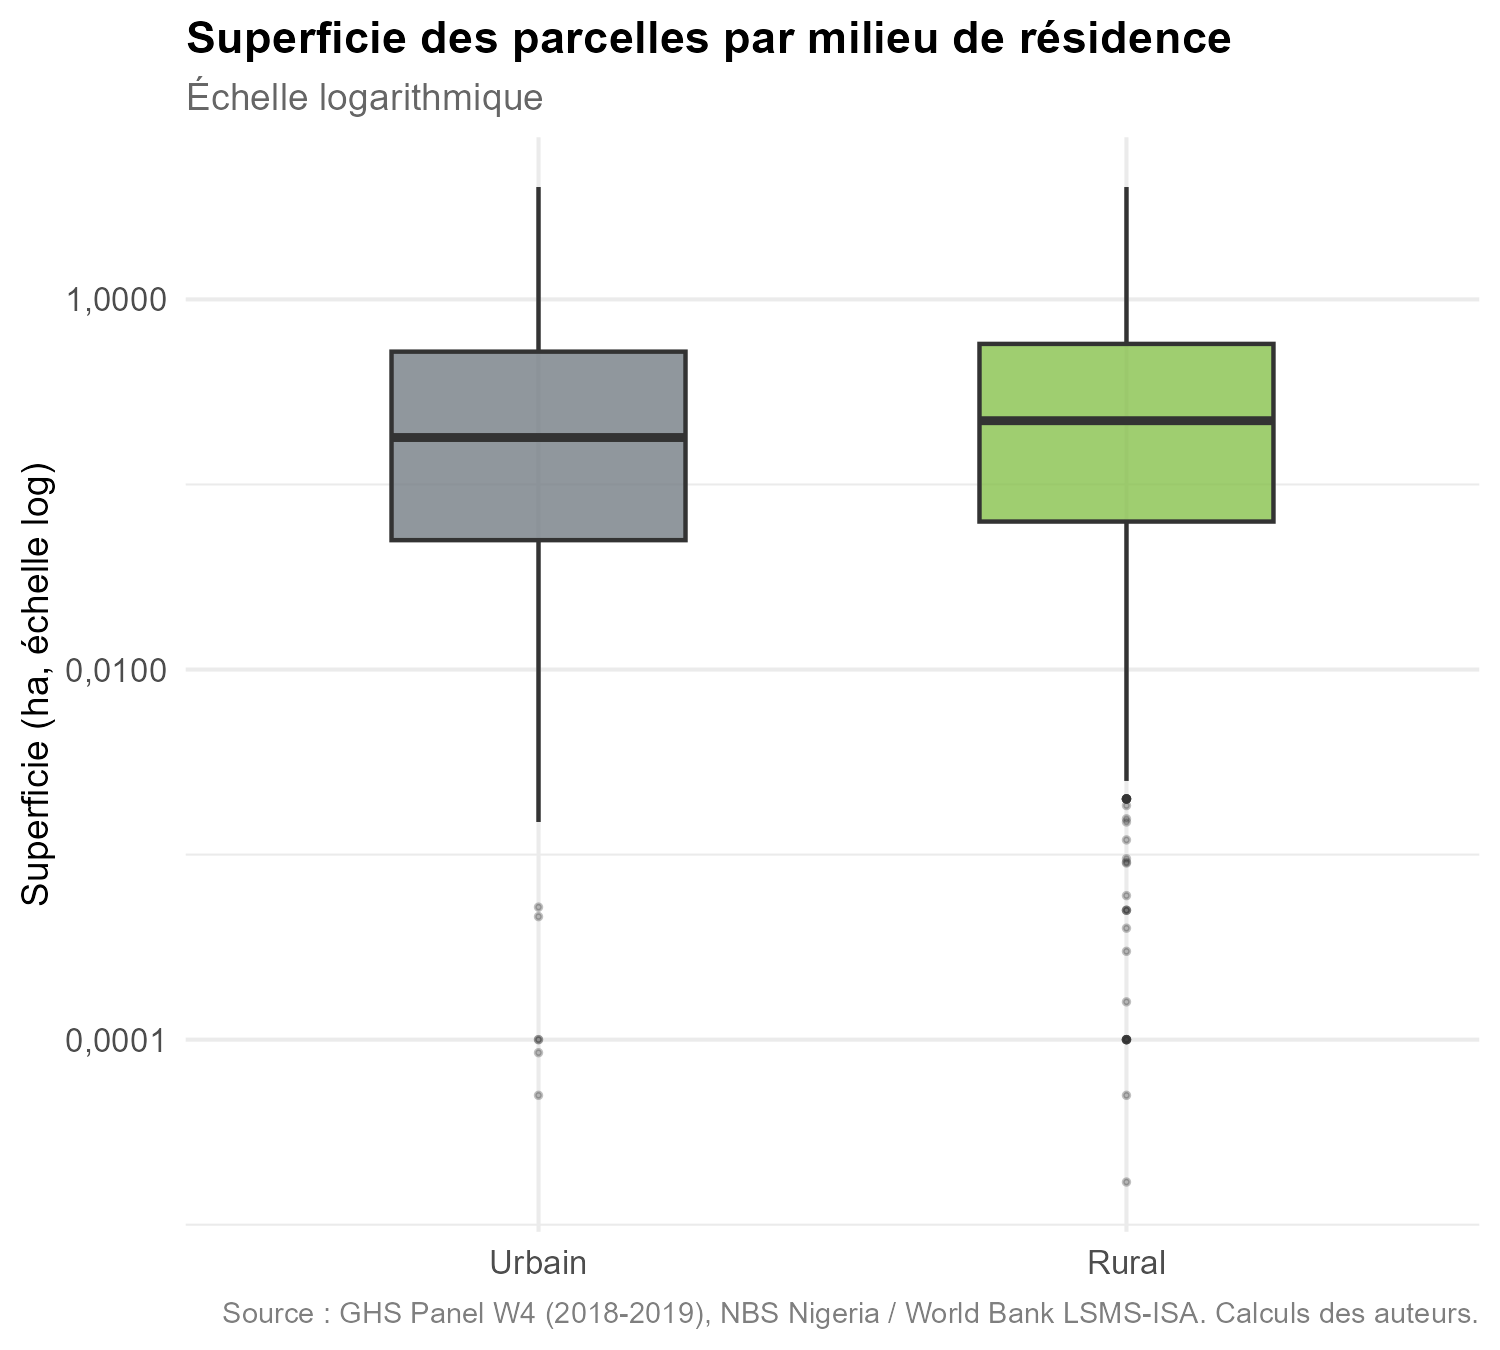 Superficie des parcelles par milieu de résidence
Échelle logarithmique
Superficie (ha, échelle log)
1,0000
0,0100
0,0001
Urbain
Rural
Source : GHS Panel W4 (2018-2019), NBS Nigeria / World Bank LSMS-ISA. Calculs des auteurs.